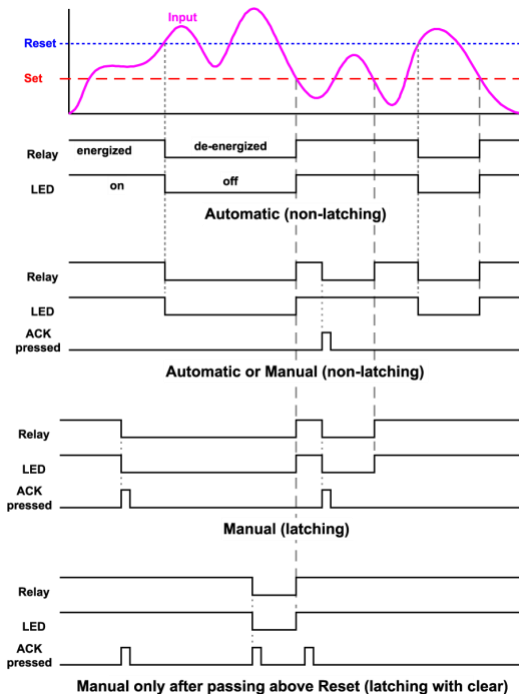 Input
Reset
Set
energized
de-energized
Relay
LED
on
off
Automatic (non-latching)
Relay
LED
ACK
pressed
Automatic or Manual (non-latching)
Relay
LED
ACK
pressed
Manual (latching)
Relay
LED
ACK
pressed
Manual only after passing above Reset (latching with clear)